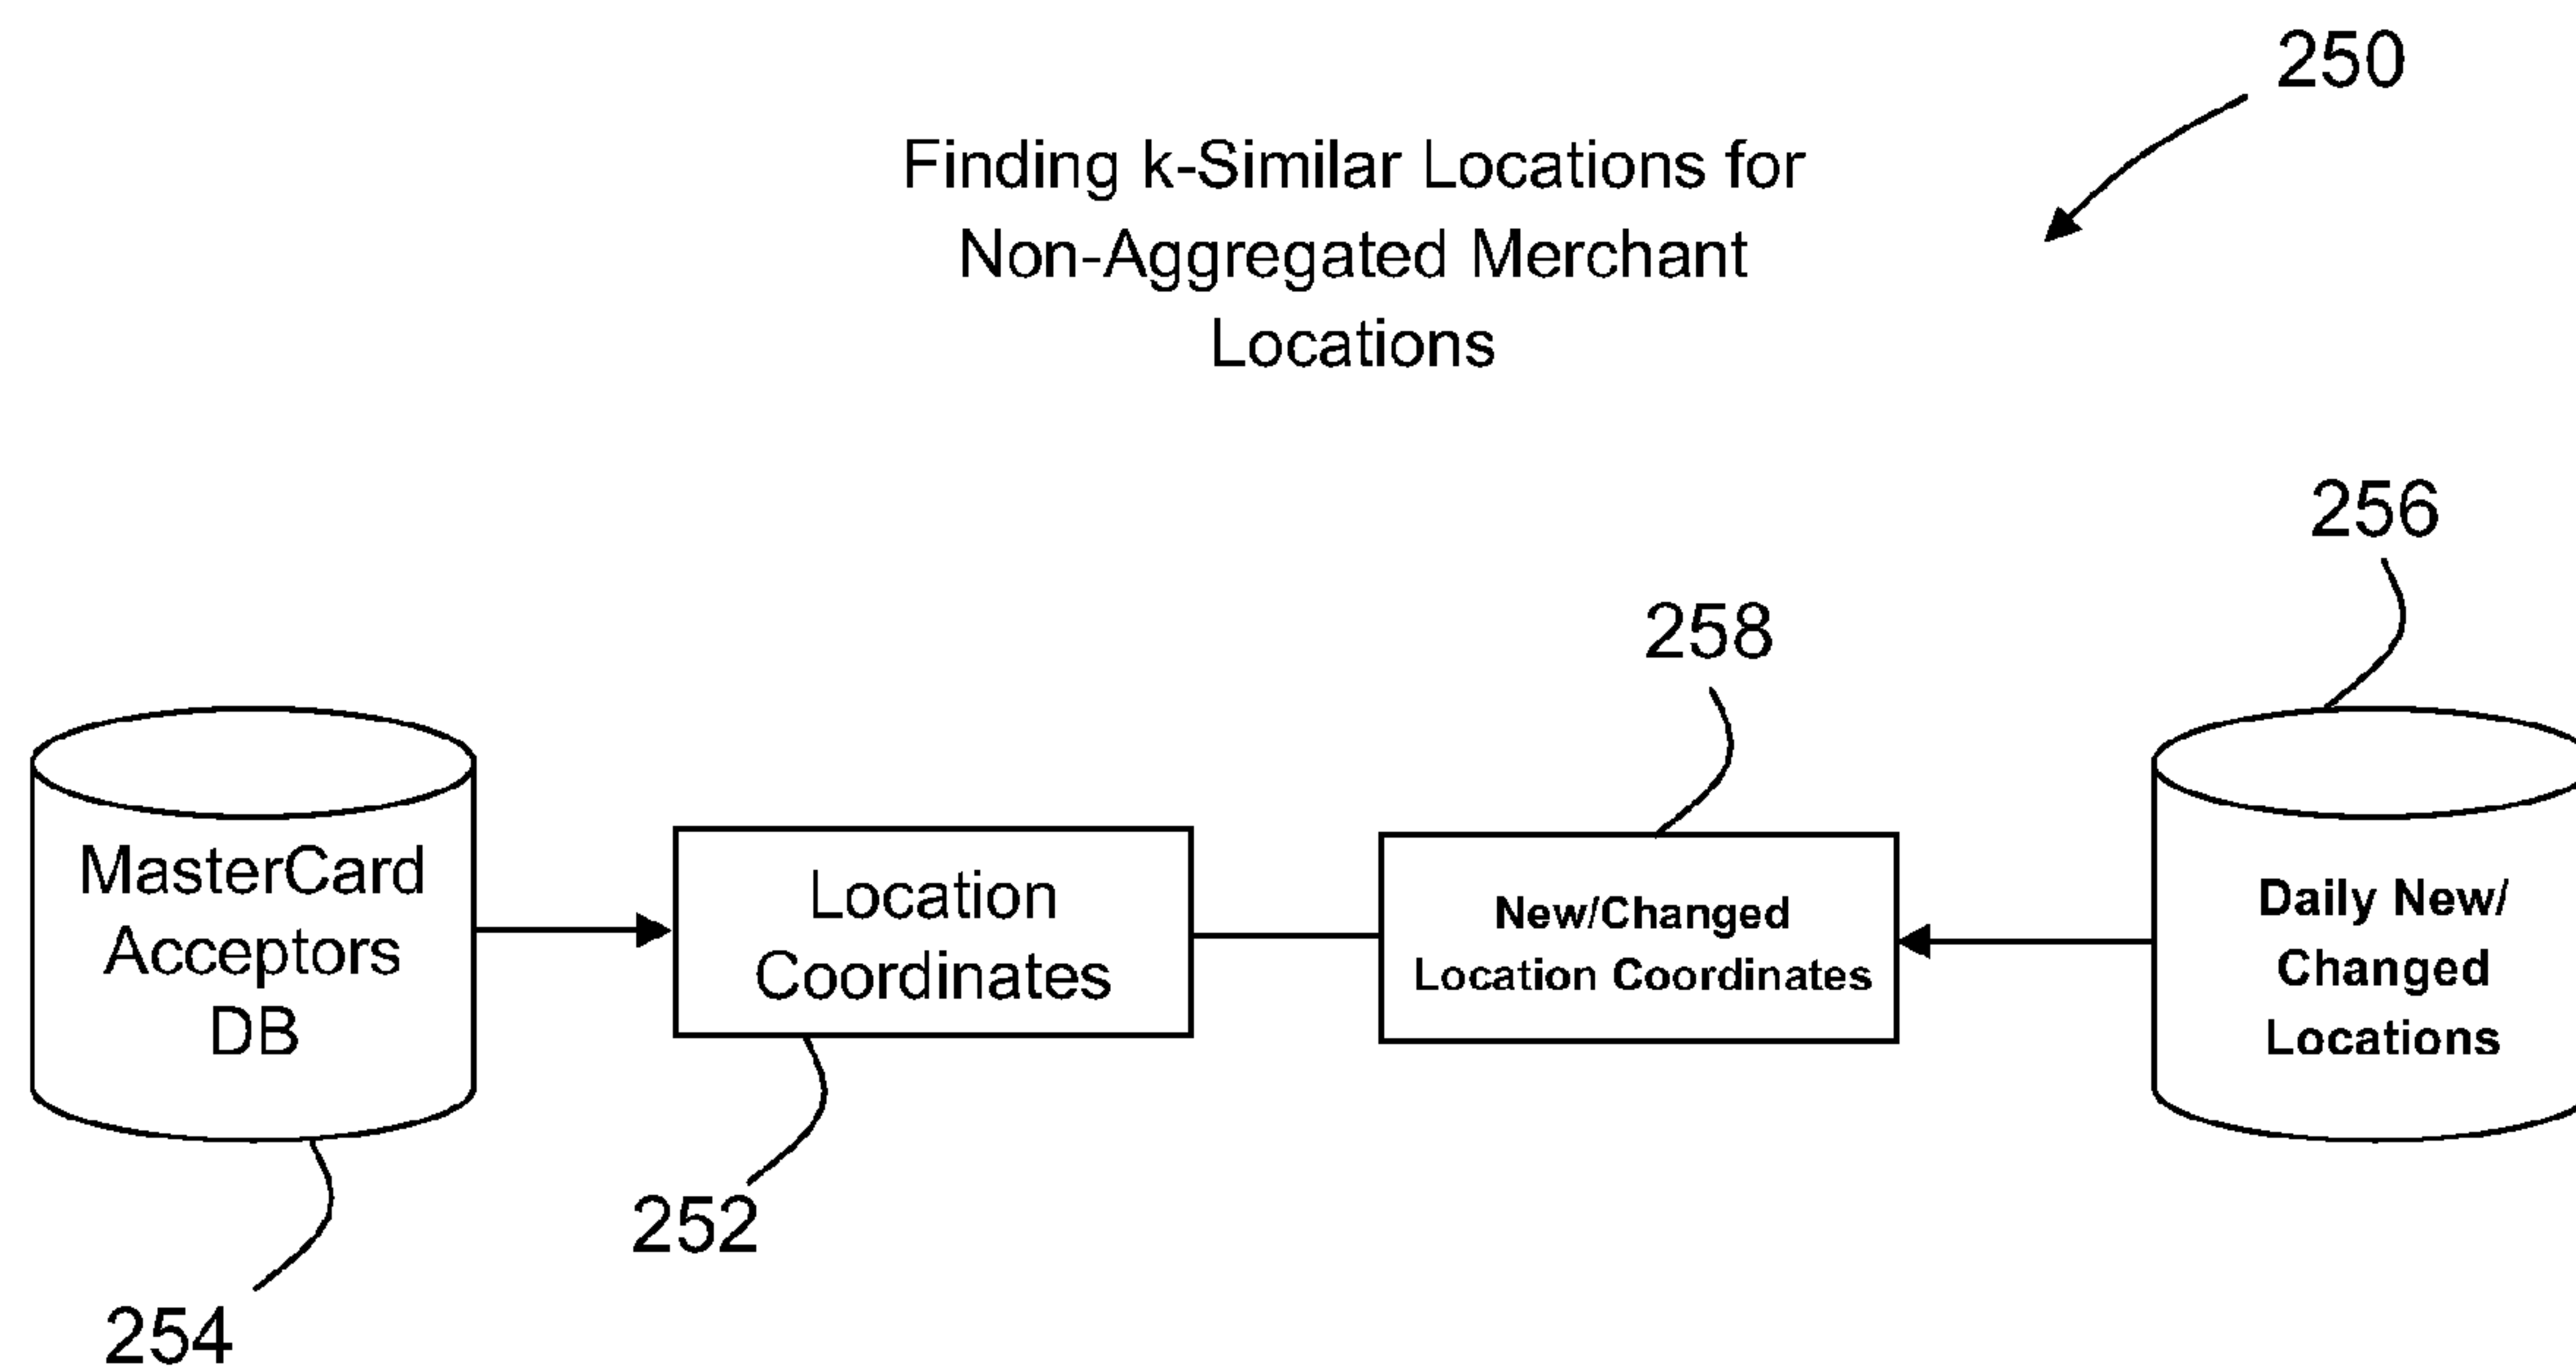 250
Finding k-Similar Locations for
Non-Aggregated Merchant
Locations
256
258
MasterCard
Acceptors
DB
Location
Coordinates
New/Changed
Location Coordinates
Daily New/
Changed
Locations
252
254